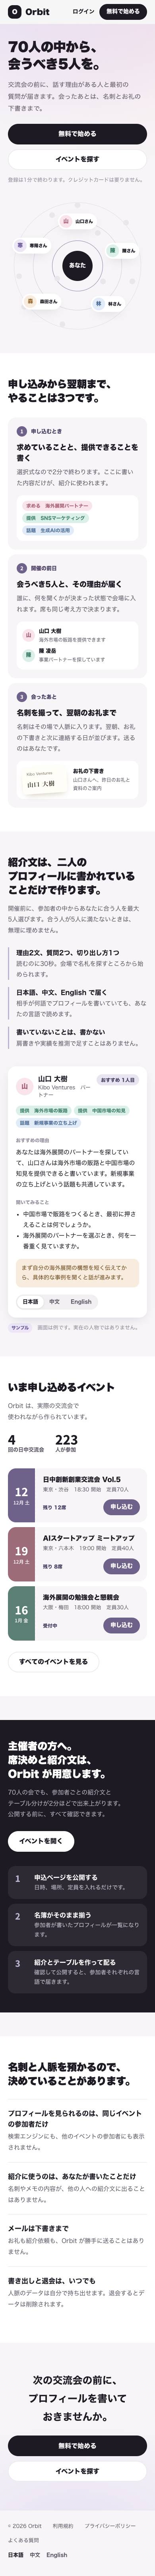 O Orbit ログイン 無料で始める
70人の中から、
会うべき5人を。
交流会の前に、話す理由がある人と最初の
質問が届きます。会ったあとは、名刺とお礼の
下書きまで。
無料で始める
イベントを探す
登録は1分で終わります。クレジットカードは要りません。
山 山口さん
陳 陳さん
あなた
林 林さん
申し込みから翌朝まで、
やることは3つです。
1 申し込むとき
求めていることと、提供できることを
書く
選択式なので2分で終わります。ここに書い
た内容だけが、紹介に使われます。
求める 海外展開パートナー
提供 SNSマーケティング
話題 生成AIの活用
2 開催の前日
会うべき5人と、その理由が届く
誰に、何を聞くかが決まった状態で会場に入
れます。席も同じ考え方で決まります。
山 山口 大樹
海外市場の販路を提供できます
陳 陳 凌岳
事業パートナーを探しています
3 会ったあと
名刺を撮って、翌朝のお礼まで
名刺はその場で人脈に入ります。翌朝、お礼
の下書きと次に連絡する日が並びます。送る
のはあなたです。
Kibo Ventures
山口 大樹
お礼の下書き
山口さんへ、昨日のお礼と
資料のご案内
紹介文は、二人の
プロフィールに書かれている
ことだけで作ります。
開催前に、参加者の中からあなたに合う人を最大
5人選びます。合う人が5人に満たないときは、
無理に埋めません。
理由2文、質問2つ、切り出し方1つ
読むのに30秒。会場で名札を探すところから始
められます。
日本語、中文、English で届く
相手が何語でプロフィールを書いていても、あな
たの言語で読めます。
書いていないことは、書かない
肩書きや実績を推測で足すことはありません。
山 山口 大樹
Kibo Ventures パー
トナー
おすすめ 1人目
提供 海外市場の販路 提供 中国市場の知見
話題 新規事業の立ち上げ
おすすめの理由
あなたは海外展開のパートナーを探してい
て、山口さんは海外市場の販路と中国市場の
知見を提供できると書いています。新規事業
の立ち上げという話題も共通しています。
聞いてみること
• 中国市場で販路をつくるとき、最初に押さ
えることは何でしょうか。
• 海外展開のパートナーを選ぶとき、何を一
番重く見ていますか。
まず自分の海外展開の構想を短く伝えてか
ら、具体的な事例を聞くと話が進みます。
日本語 中文 English
サンプル 画面は例です。実在の人物ではありません。
いま申し込めるイベント
Orbit は、実際の交流会で
使われながら作られています。
4
回の日中交流会
223
人が参加
12
12月 土
日中創新創業交流会 Vol.5
東京・渋谷 18:30 開始 定員70人
残り 12席
申し込む
19
12月 土
AIスタートアップ ミートアップ
東京・六本木 19:00 開始 定員40人
残り 8席
申し込む
16
1月 金
海外展開の勉強会と懇親会
大阪・梅田 18:00 開始 定員30人
受付中
申し込む
すべてのイベントを見る
主催者の方へ。
席決めと紹介文は、
Orbit が用意します。
70人の会でも、参加者ごとの紹介文と
テーブル分けが2分ほどで出来上がります。
公開する前に、すべて確認できます。
イベントを開く
1 申込ページを公開する
日時、場所、定員を入れるだけです。
2 名簿がそのまま揃う
参加者が書いたプロフィールが一覧になり
ます。
3 紹介とテーブルを作って配る
確認して公開すると、参加者それぞれの言
語で届きます。
名刺と人脈を預かるので、
決めていることがあります。
プロフィールを見られるのは、同じイベント
の参加者だけ
検索エンジンにも、他のイベントの参加者にも表示
されません。
紹介に使うのは、あなたが書いたことだけ
名刺やメモの内容が、他の人への紹介文に出ること
はありません。
メールは下書きまで
お礼も紹介依頼も、Orbit が勝手に送ることはあり
ません。
書き出しと退会は、いつでも
人脈のデータは自分で持ち出せます。退会するとデ
ータは削除されます。
次の交流会の前に、
プロフィールを書いて
おきませんか。
無料で始める
イベントを探す
© 2026 Orbit 利用規約 プライバシーポリシー
よくある質問
日本語 中文 English